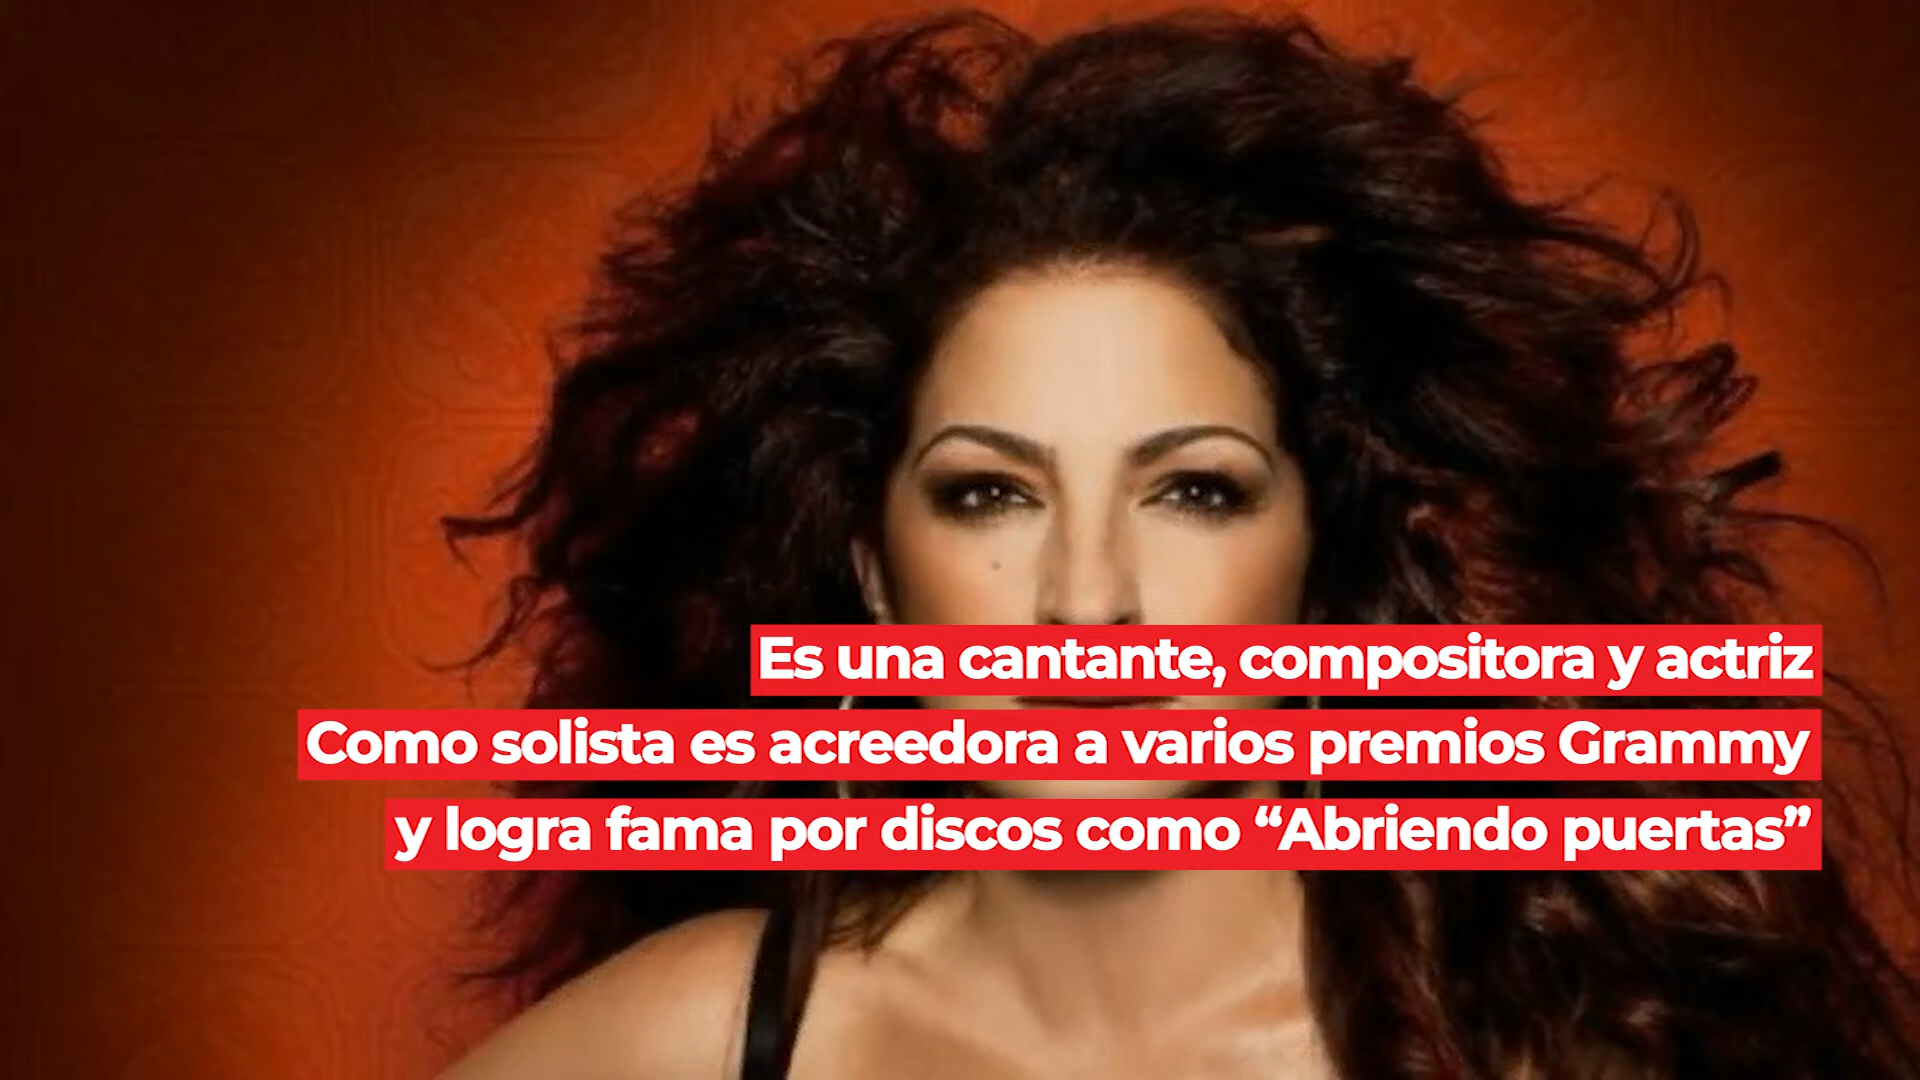 Es una cantante, compositora y actriz
Como solista es acreedora a varios premios Grammy
y logra fama por discos como “Abriendo puertas”